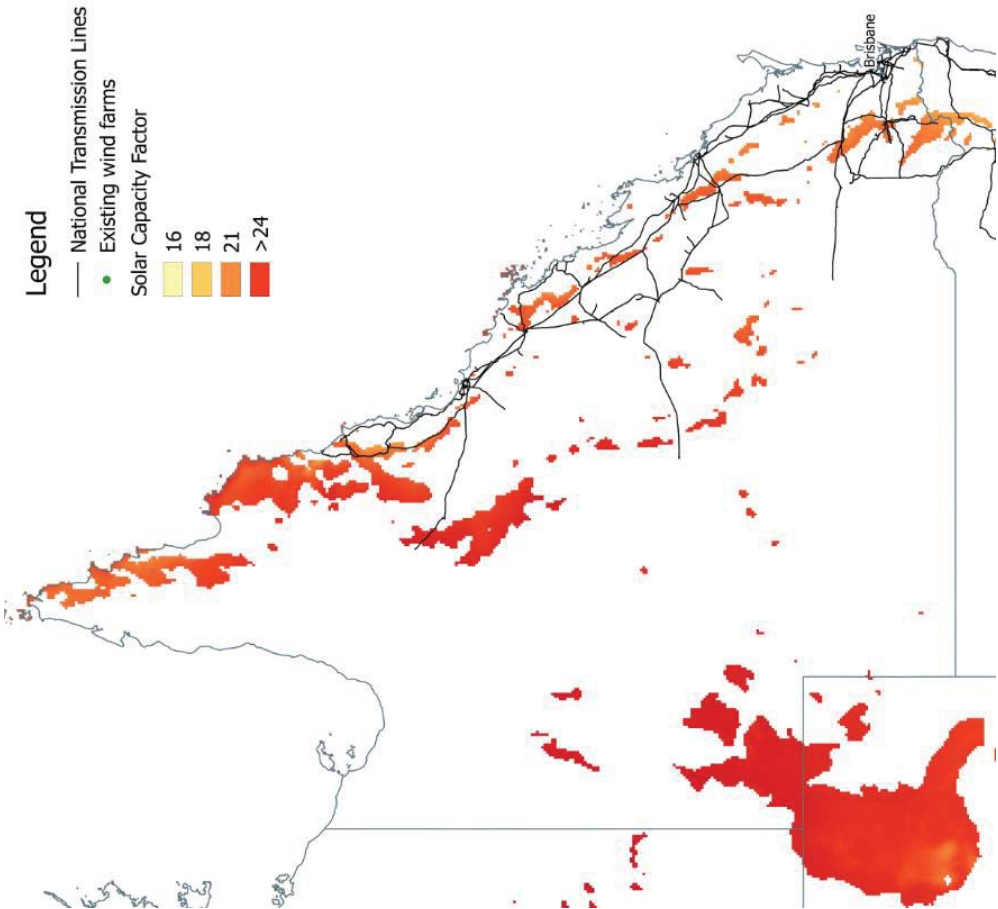 Legend
National Transmission Lines
Existing wind farms
Solar Capacity Factor
16
18
21
>24
Brisbane